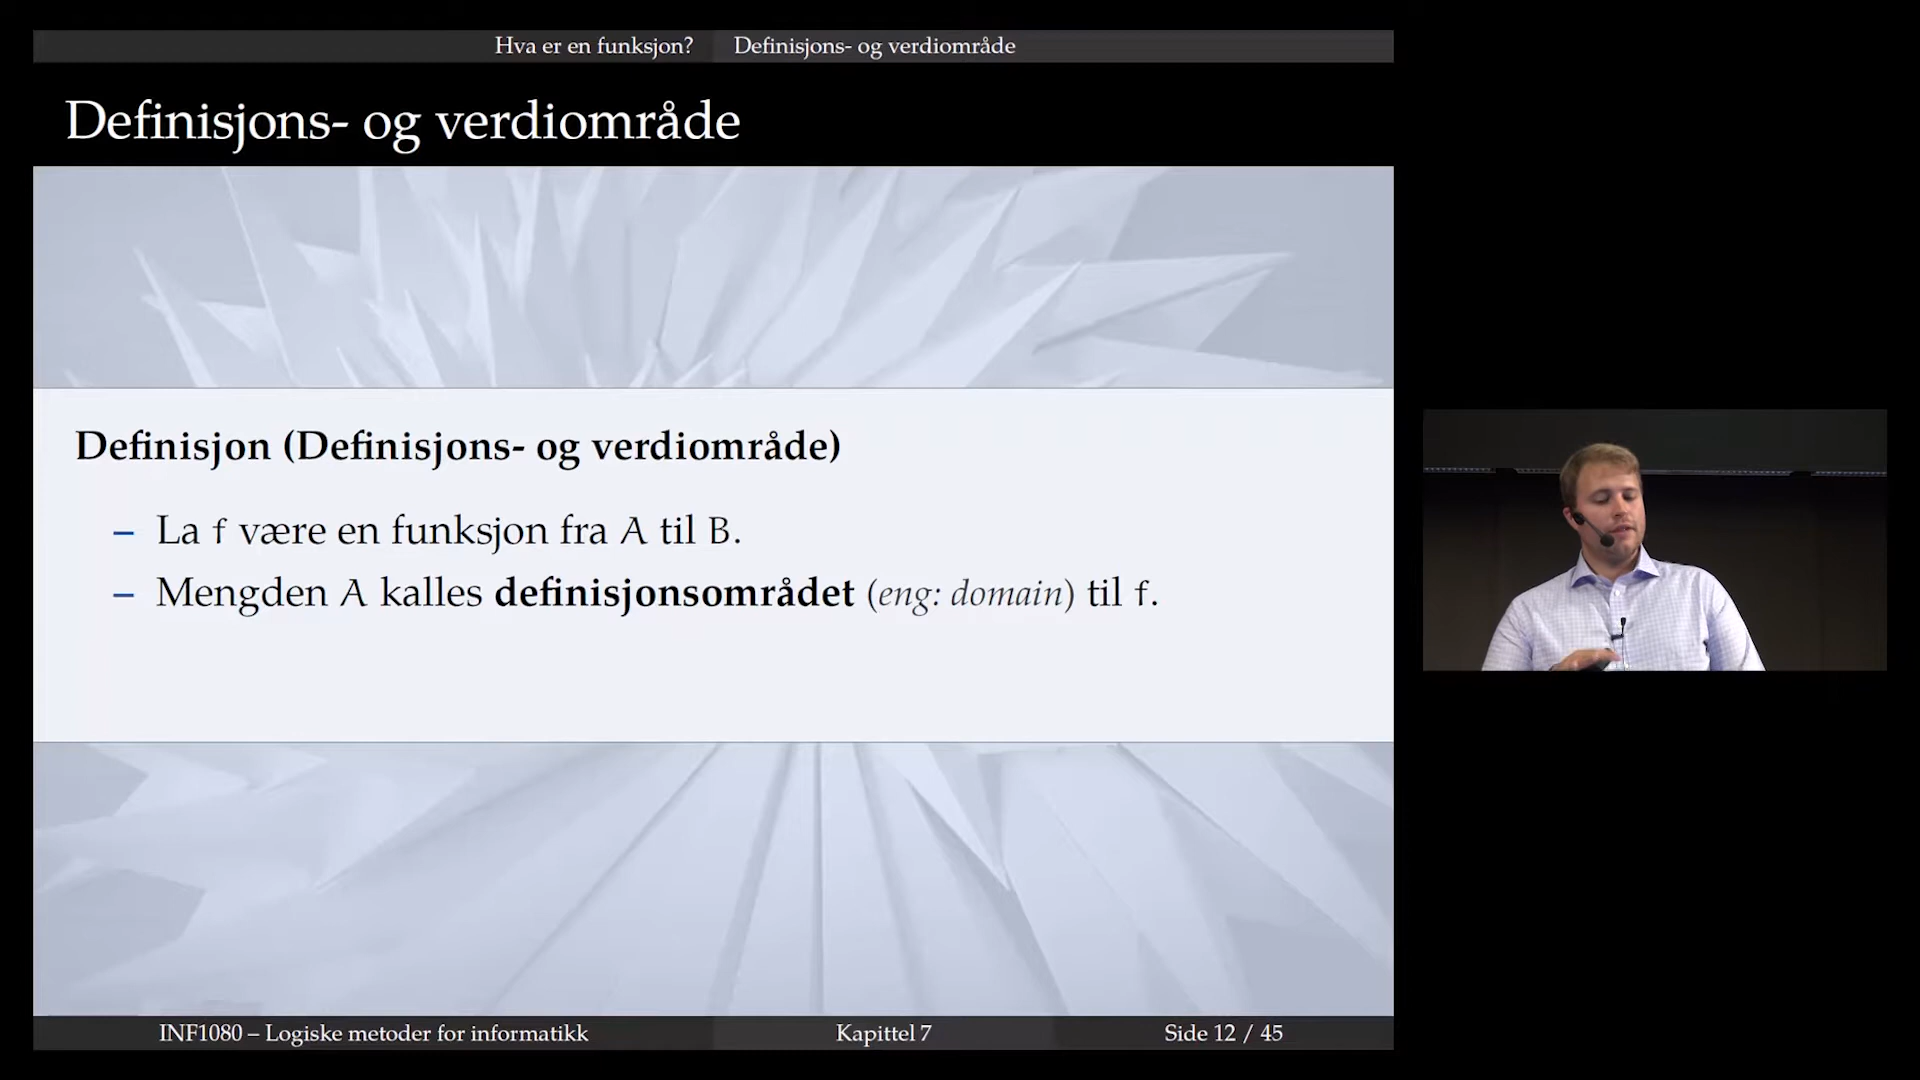 Hva er en funksjon? Definisjons- og verdiområde
Definisjons- og verdiområde
Definisjon (Definisjons- og verdiområde)
– La f være en funksjon fra A til B.
– Mengden A kalles definisjonsområdet (eng: domain) til f.
INF1080 – Logiske metoder for informatikk Kapittel 7 Side 12 / 45